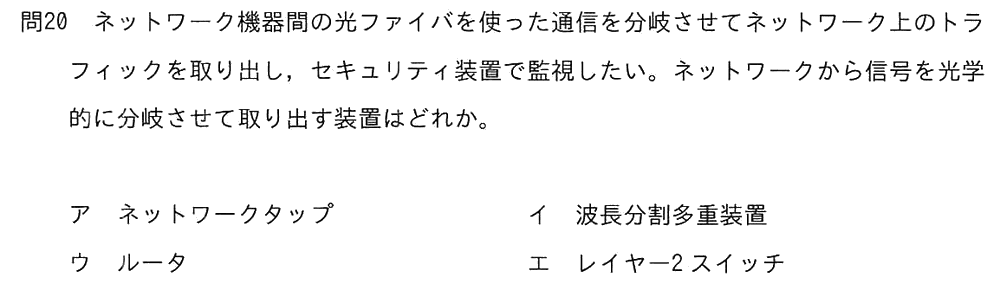 問20　ネットワーク機器間の光ファイバを使った通信を分岐させてネットワーク上のトラ
フィックを取り出し，セキュリティ装置で監視したい。ネットワークから信号を光学
的に分岐させて取り出す装置はどれか。
ア　ネットワークタップ　イ　波長分割多重装置
ウ　ルータ　エ　レイヤー2スイッチ